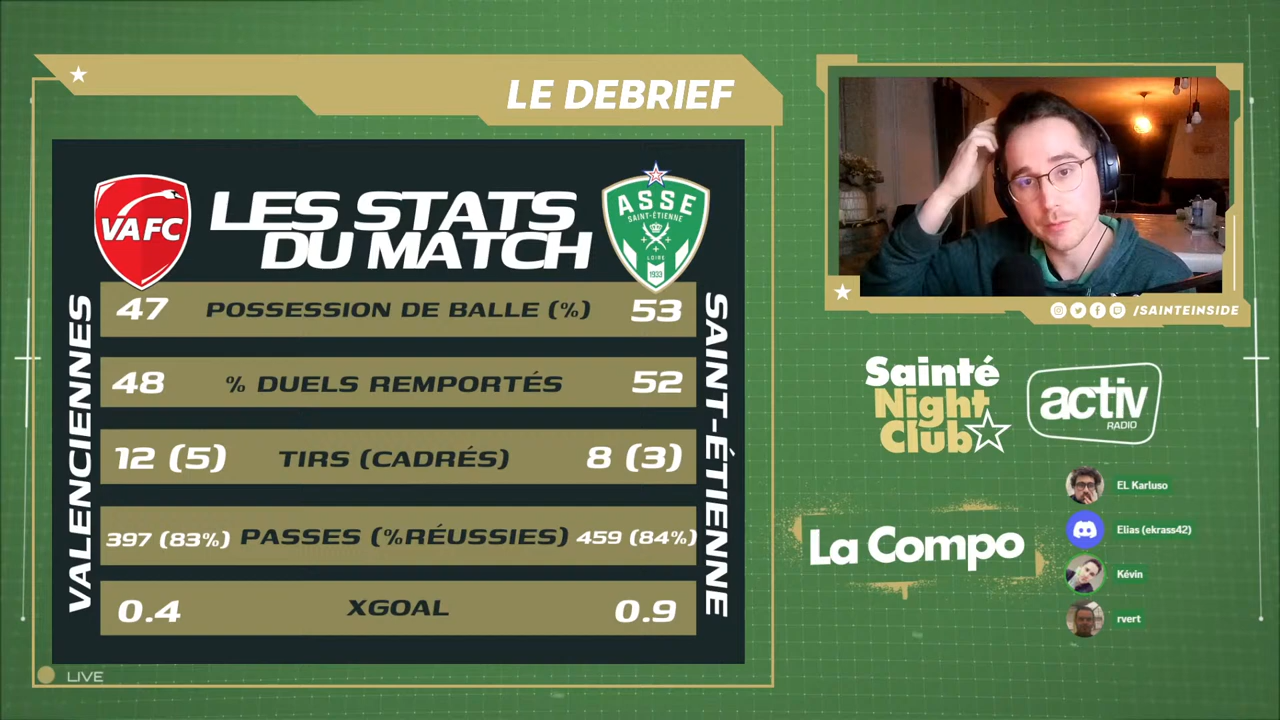 LE DEBRIEF
VAFC
LES STATS
DU MATCH
ASSE
SAINT-ÉTIENNE
LOIRE
1933
VALENCIENNES
SAINT-ÉTIENNE
47 POSSESSION DE BALLE (%) 53
48 % DUELS REMPORTÉS 52
12 (5) TIRS (CADRÉS) 8 (3)
397 (83%) PASSES (%RÉUSSIES) 459 (84%)
0.4 XGOAL 0.9
LIVE
/SAINTEINSIDE
Sainté
Night
Club
activ
RADIO
La Compo
EL Karluso
Elias (ekrass42)
Kévin
rvert